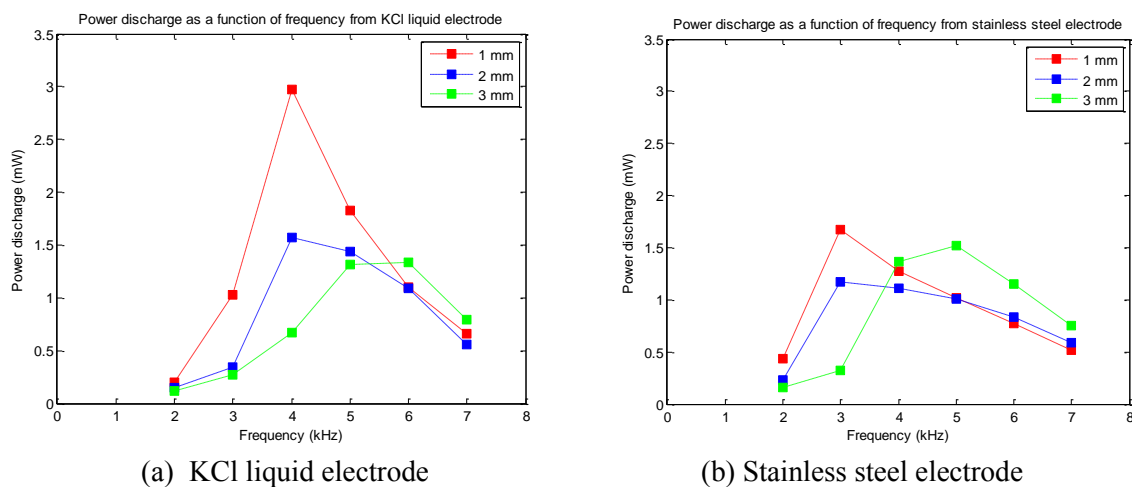 Power discharge as a function of frequency from KCl liquid electrode
3.5
3
2.5
2
1.5
1
0.5
0
0 1 2 3 4 5 6 7 8
Power discharge (mW)
Frequency (kHz)
1 mm
2 mm
3 mm
(a) KCl liquid electrode
Power discharge as a function of frequency from stainless steel electrode
3.5
3
2.5
2
1.5
1
0.5
0
0 1 2 3 4 5 6 7 8
Power discharge (mW)
Frequency (kHz)
1 mm
2 mm
3 mm
(b) Stainless steel electrode